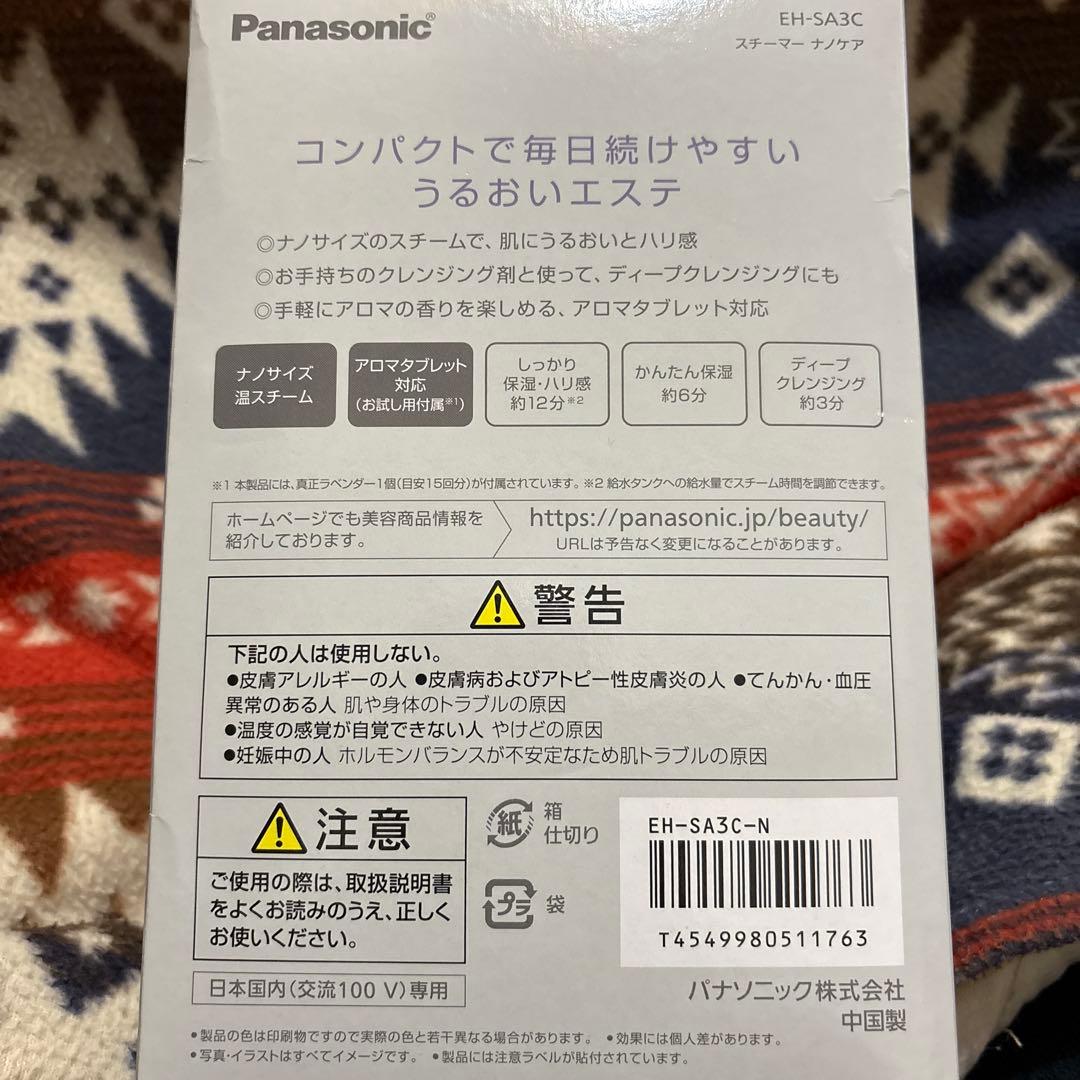 Panasonic®
EH-SA3C
スチーマー ナノケア
コンパクトで毎日続けやすい
うるおいエステ
◎ナノサイズのスチームで、肌にうるおいとハリ感
◎お手持ちのクレンジング剤と使って、ディープクレンジングにも
◎手軽にアロマの香りを楽しめる、アロマタブレット対応
ナノサイズ
温スチーム
アロマタブレット
対応
(お試し用付属※1)
しっかり
保湿・ハリ感
約12分※2
かんたん保湿
約6分
ディープ
クレンジング
約3分
※1 本製品には、真正ラベンダー1個(目安15回分)が付属されています。※2 給水タンクへの給水量でスチーム時間を調節できます。
ホームページでも美容商品情報を
紹介しております。
https://panasonic.jp/beauty/
URLは予告なく変更になることがあります。
警告
下記の人は使用しない。
●皮膚アレルギーの人 ●皮膚病およびアトピー性皮膚炎の人 ●てんかん・血圧
異常のある人 肌や身体のトラブルの原因
●温度の感覚が自覚できない人 やけどの原因
●妊娠中の人 ホルモンバランスが不安定なため肌トラブルの原因
注意
ご使用の際は、取扱説明書
をよくお読みのうえ、正しく
お使いください。
紙
箱
仕切り
プラ
袋
EH-SA3C-N
T4549980511763
日本国内(交流100 V)専用
パナソニック株式会社
中国製
●製品の色は印刷物ですので実際の色と若干異なる場合があります。 ●効果には個人差があります。
●写真・イラストはすべてイメージです。 ●製品には注意ラベルが貼付されています。